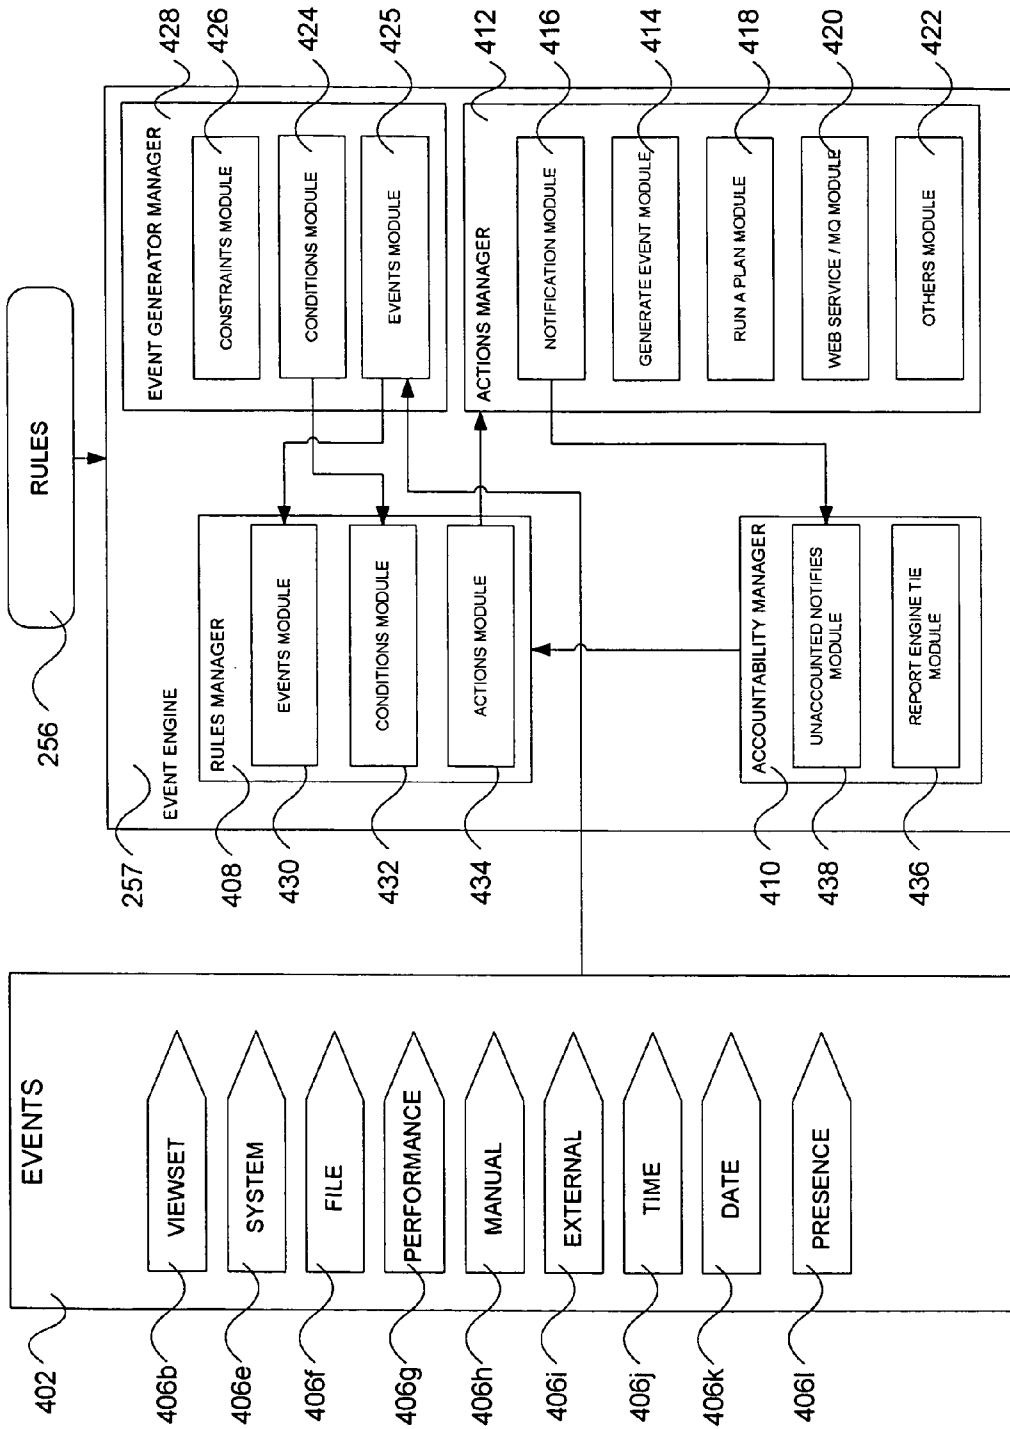 EVENTS
402
VIEWSET
406b
SYSTEM
406e
FILE
406f
PERFORMANCE
406g
MANUAL
406h
EXTERNAL
406i
TIME
406j
DATE
406k
PRESENCE
406l
RULES
256
EVENT ENGINE
257
RULES MANAGER
408
EVENTS MODULE
430
CONDITIONS MODULE
432
ACTIONS MODULE
434
ACCOUNTABILITY MANAGER
410
UNACCOUNTED NOTIFIES
MODULE
438
REPORT ENGINE TIE
MODULE
436
EVENT GENERATOR MANAGER
428
CONSTRAINTS MODULE
426
CONDITIONS MODULE
424
EVENTS MODULE
425
ACTIONS MANAGER
412
NOTIFICATION MODULE
416
GENERATE EVENT MODULE
414
RUN A PLAN MODULE
418
WEB SERVICE / MQ MODULE
420
OTHERS MODULE
422